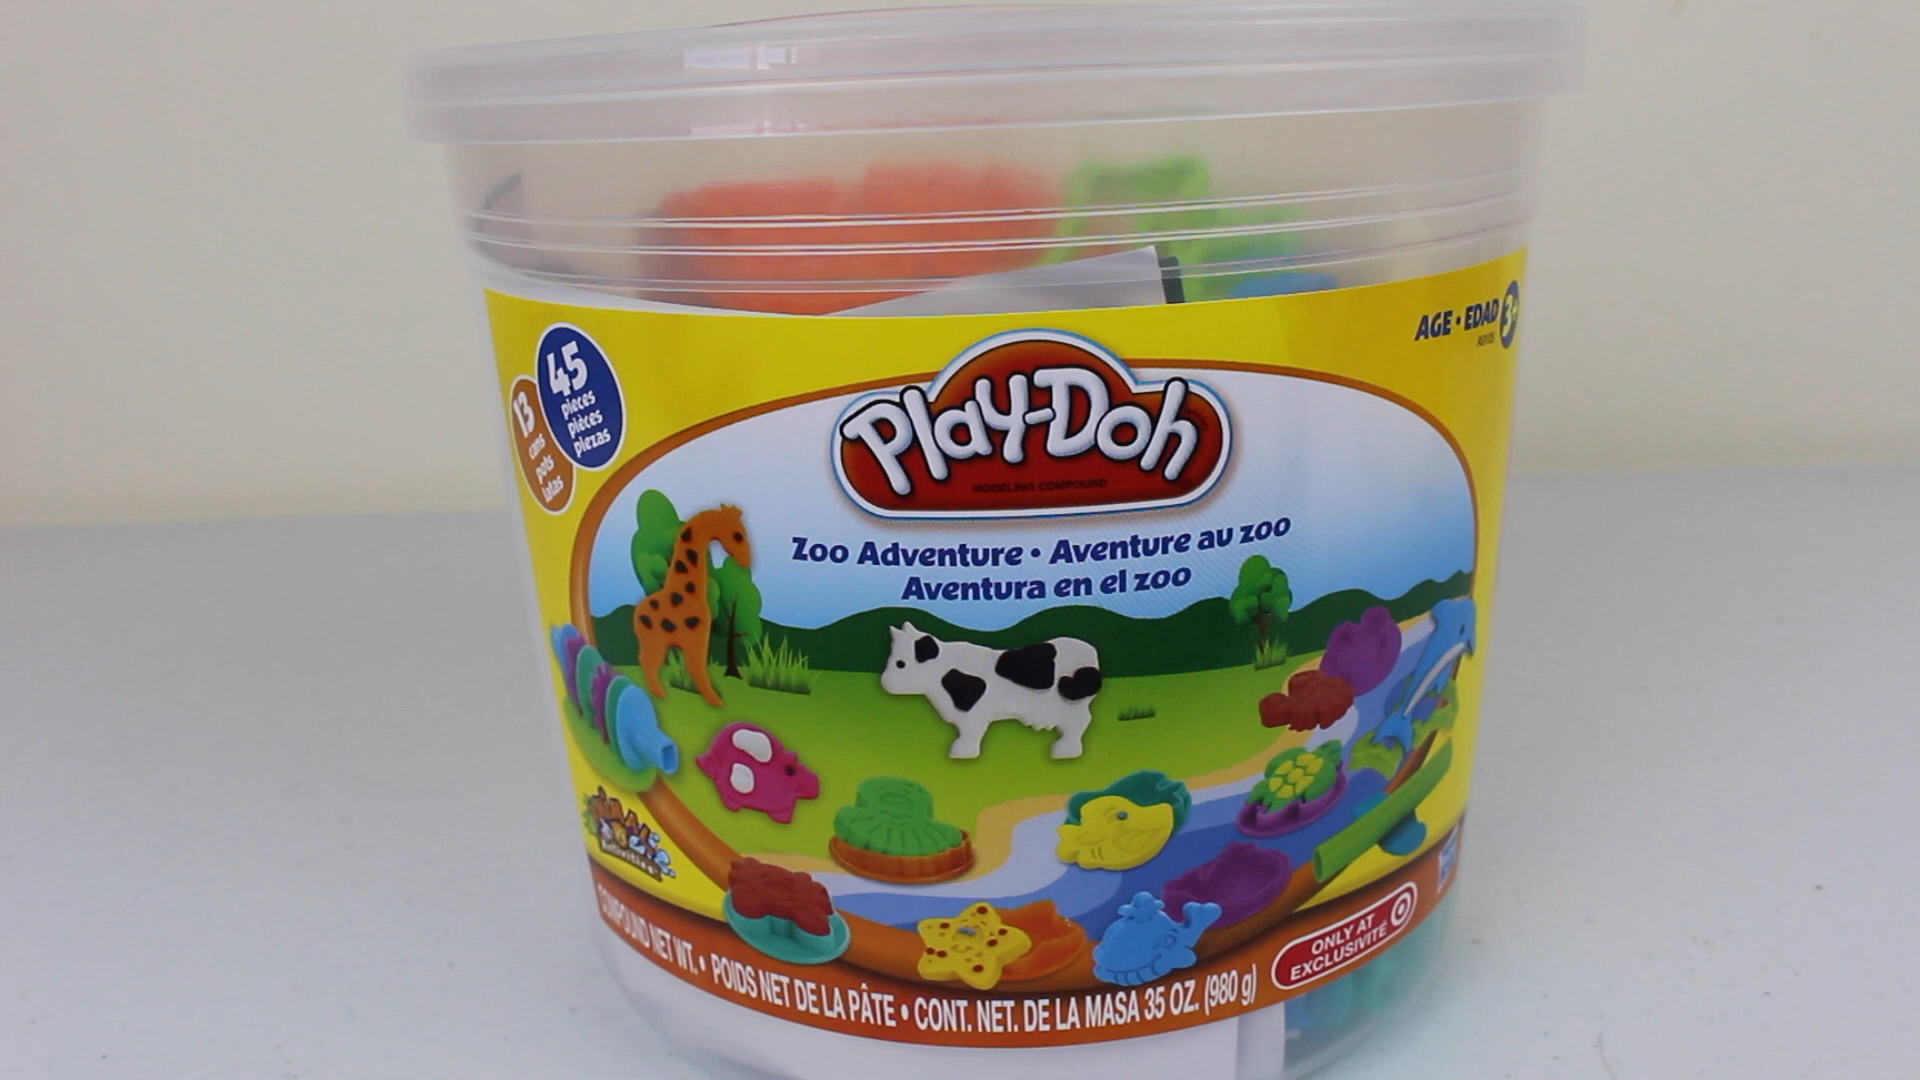 AGE • EDAD 3+
45
pieces
pièces
piezas
13
cans
pots
latas
Play-Doh
MODELING COMPOUND
Zoo Adventure • Aventure au zoo
Aventura en el zoo
Activities
COMPOUND NET WT. • POIDS NET DE LA PÂTE • CONT. NET. DE LA MASA 35 OZ. (980 g)
ONLY AT
EXCLUSIVITÉ